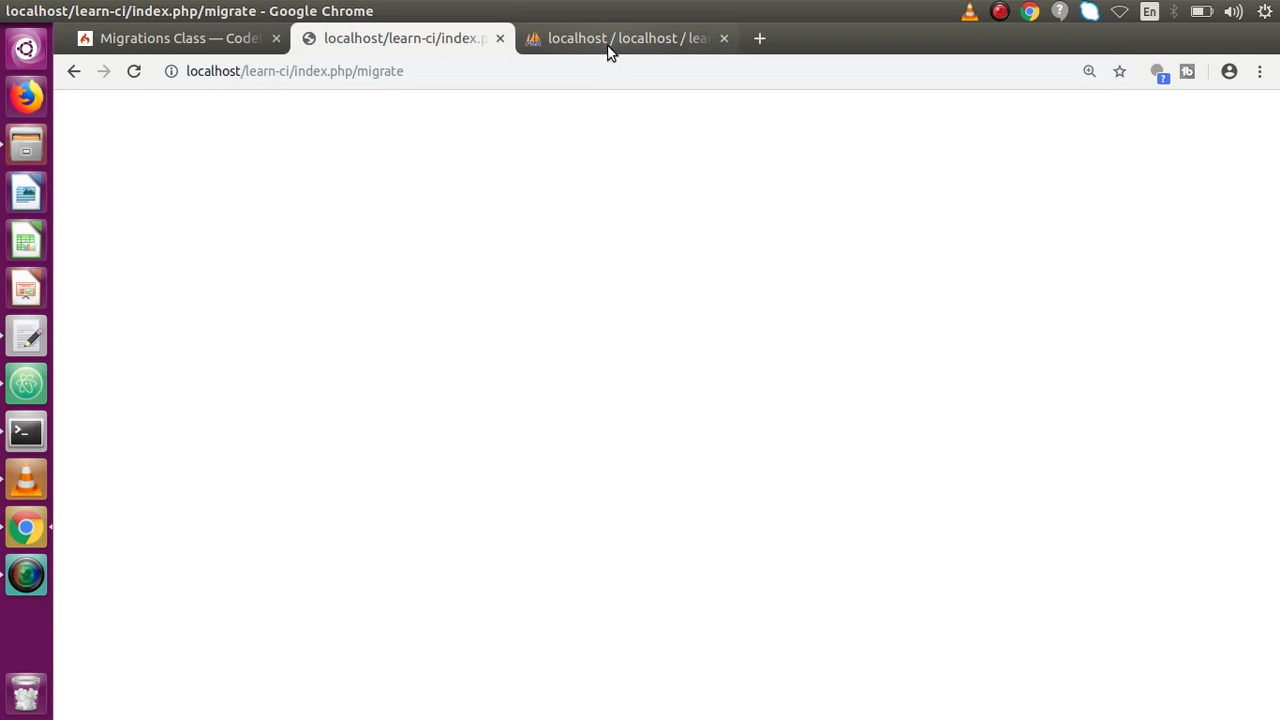 localhost/learn-ci/index.php/migrate - Google Chrome
En
Migrations Class — Code
localhost/learn-ci/index.p
localhost / localhost / lea
localhost/learn-ci/index.php/migrate